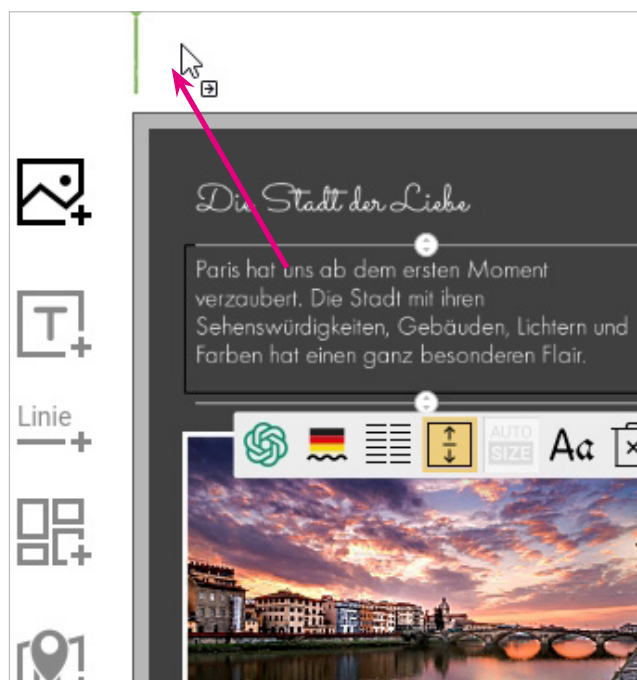 Die Stadt der Liebe
Paris hat uns ab dem ersten Moment
verzaubert. Die Stadt mit ihren
Sehenswürdigkeiten, Gebäuden, Lichtern und
Farben hat einen ganz besonderen Flair.
T
Linie
AUTO
SIZE
Aa